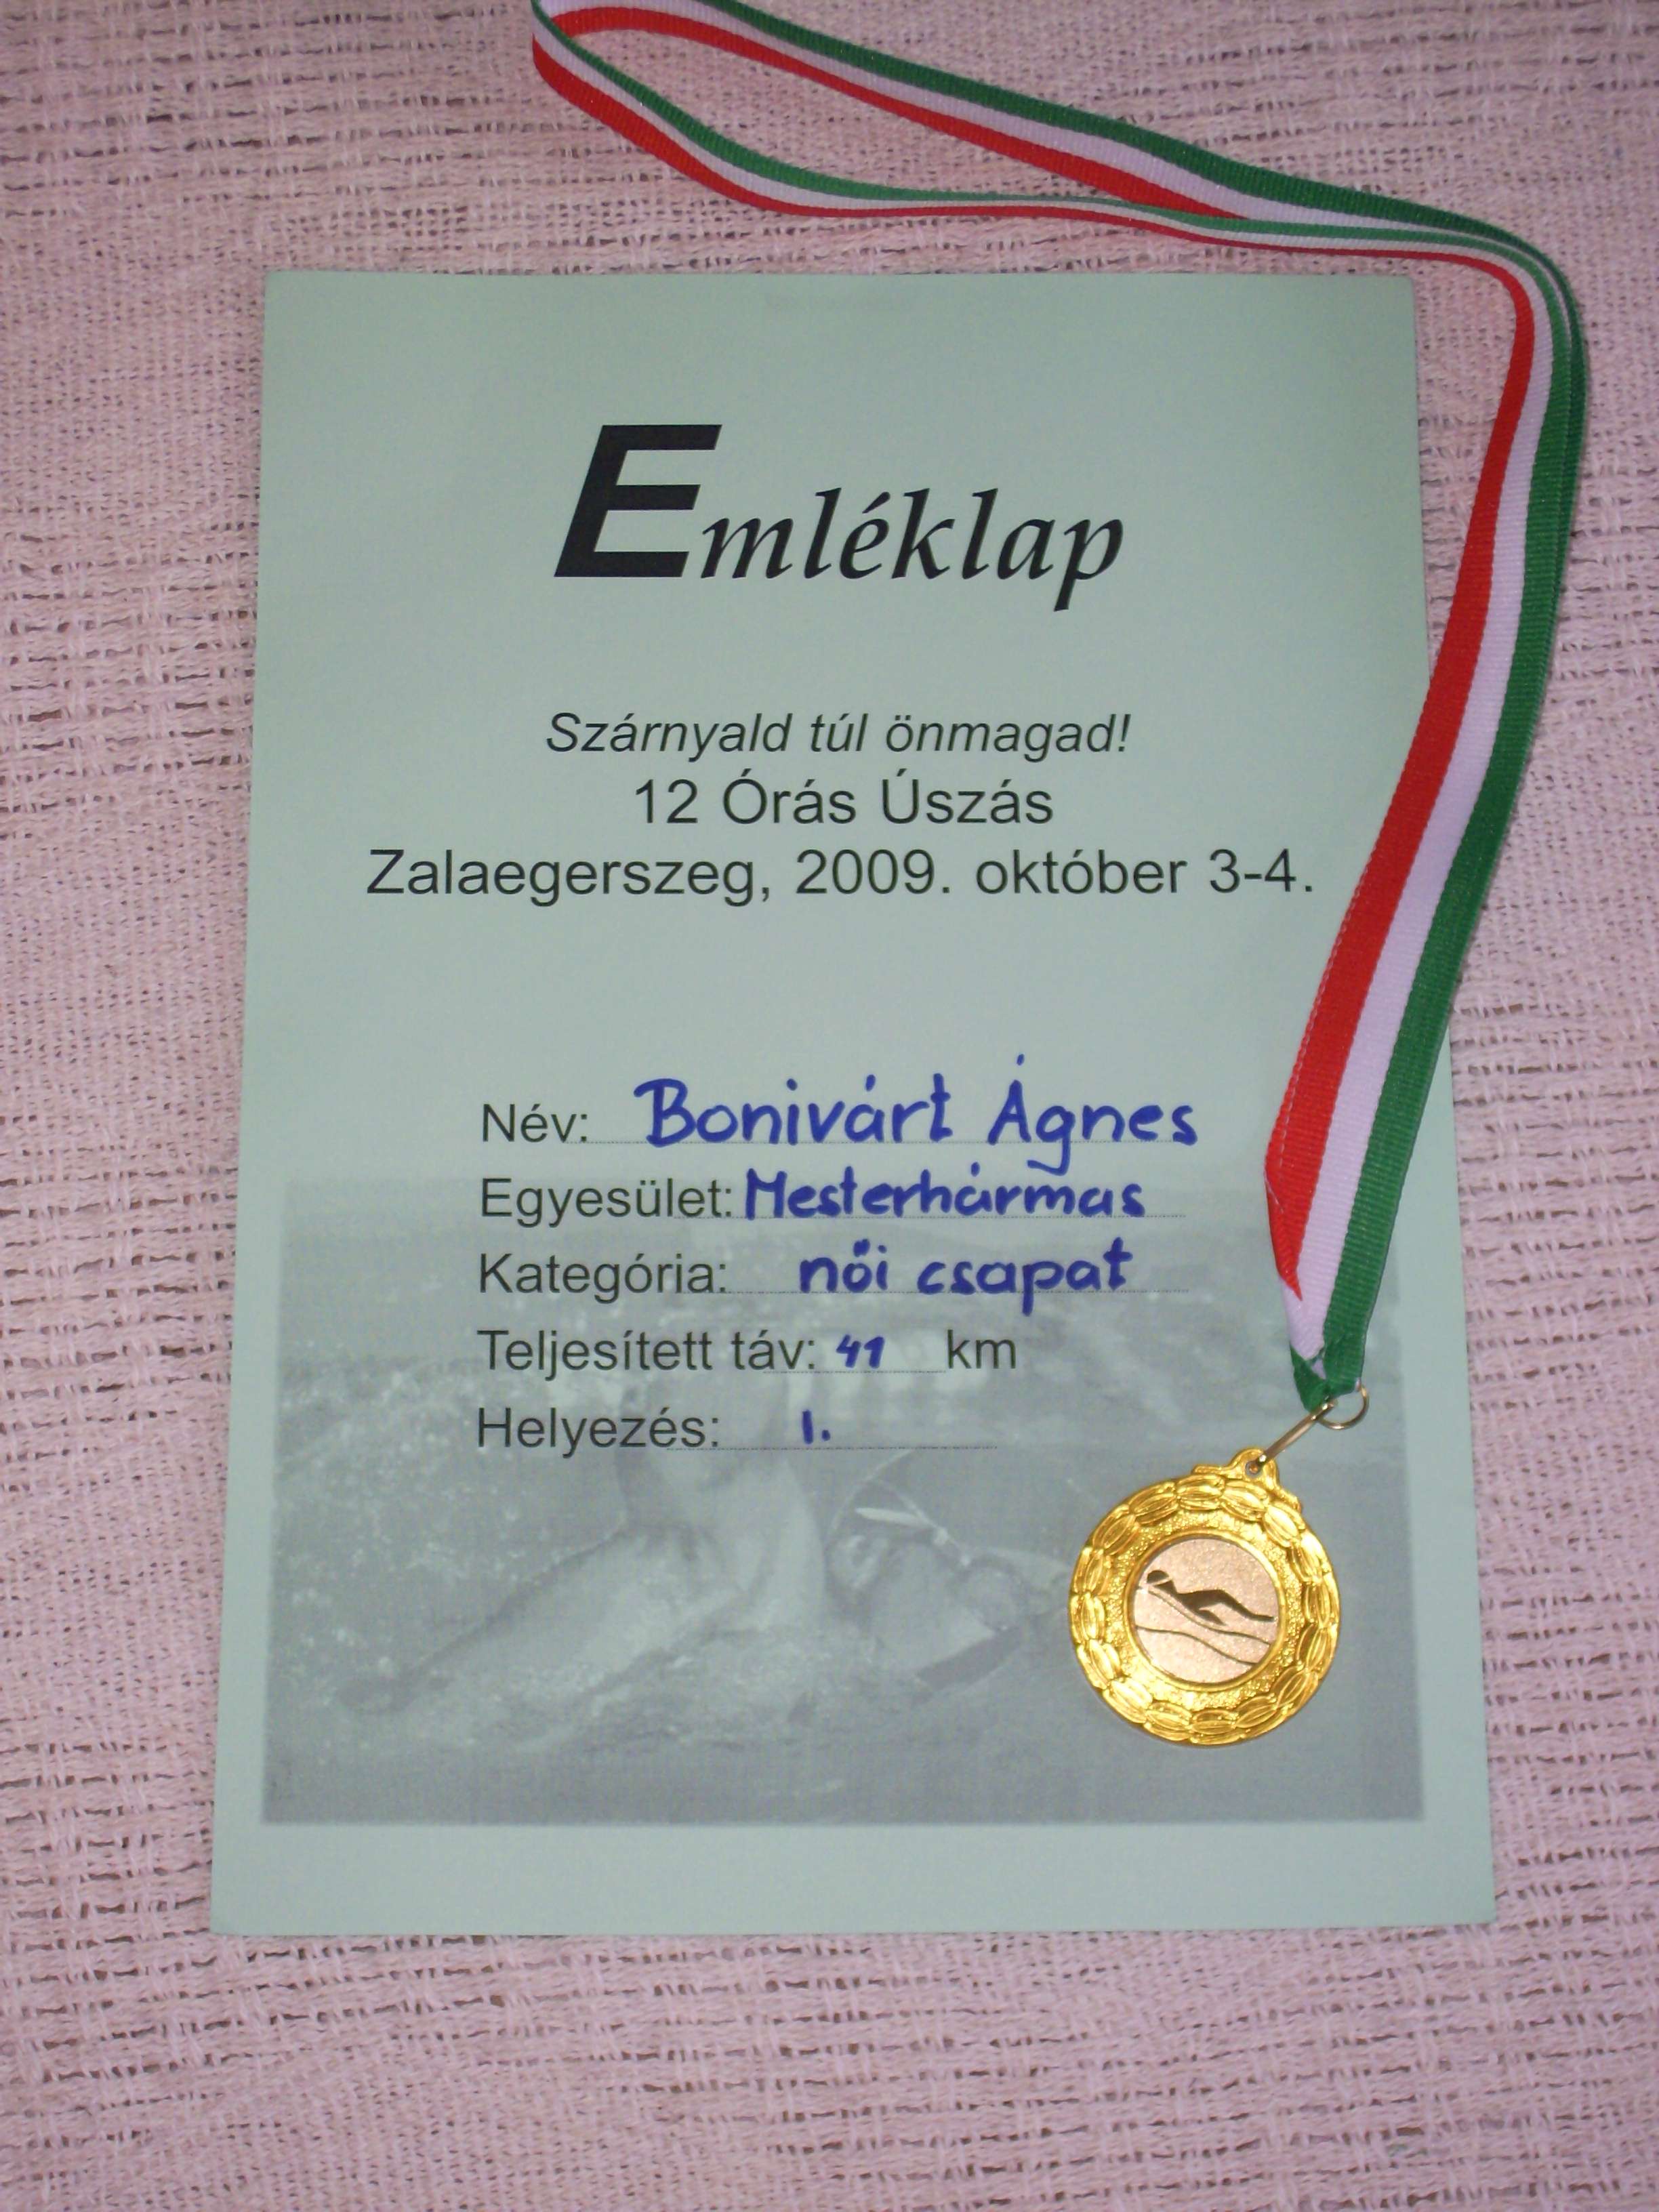 Emléklap
Szárnyald túl önmagad!
12 Órás Úszás
Zalaegerszeg, 2009. október 3-4.
Név: Bonivárt Ágnes
Egyesület: Mesterhármas
Kategória: női csapat
Teljesített táv: 41 km
Helyezés: I.